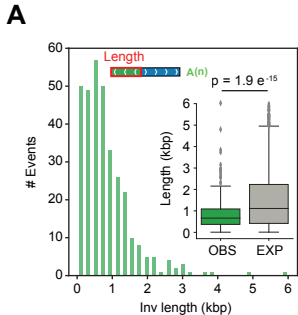 A
Length
A(n)
p = 1.9 e-15
60
50
40
30
20
10
0
# Events
6
5
4
3
2
1
0
Length
(kbp)
OBS EXP
0 1 2 3 4 5 6
Inv length (kbp)